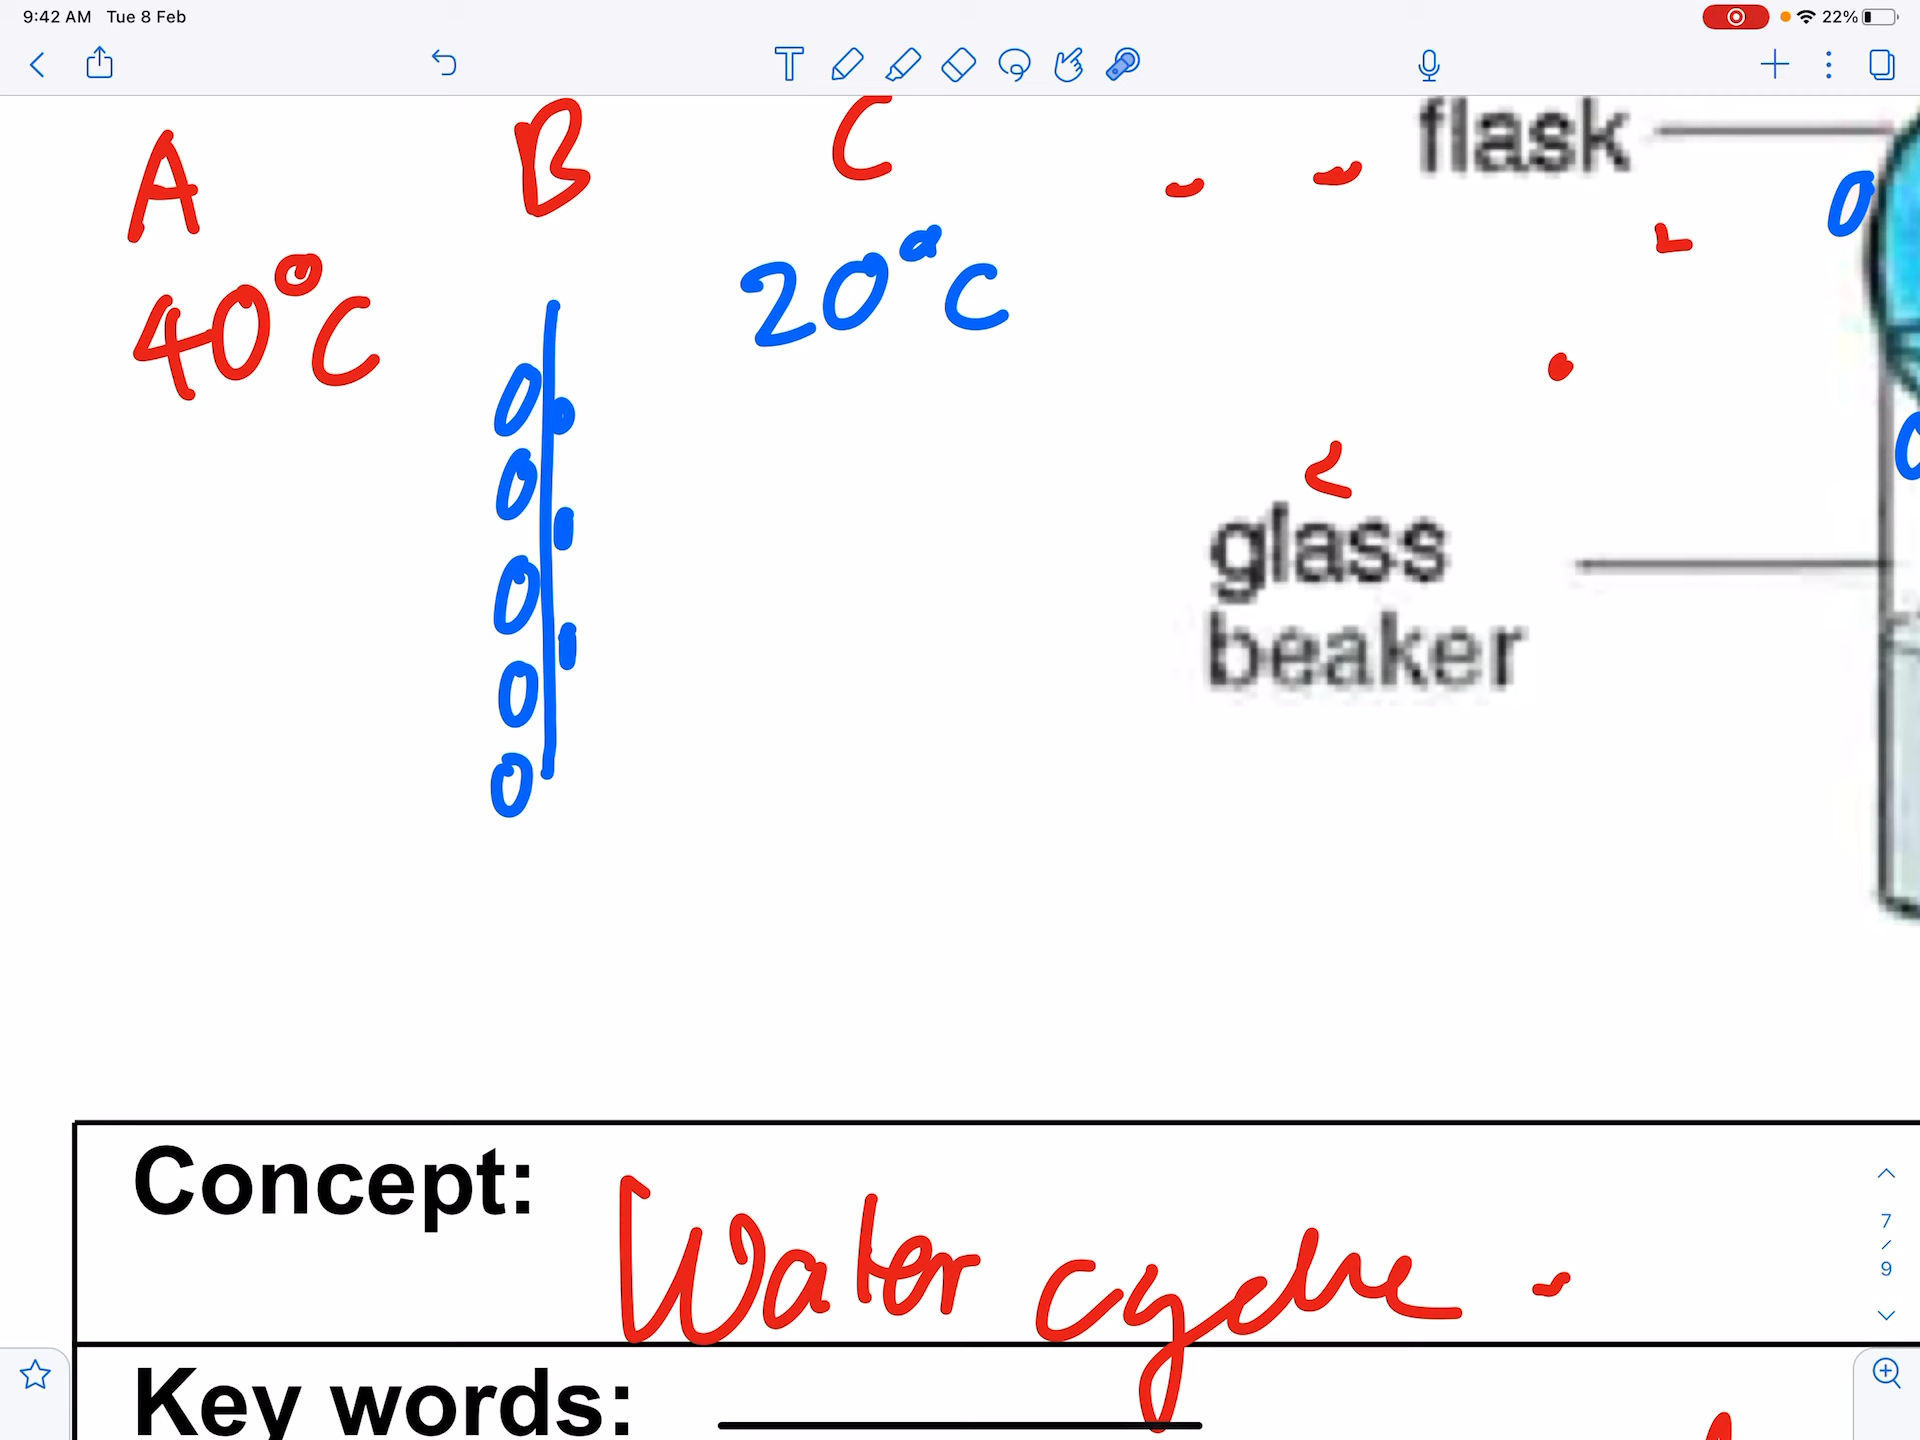 9:42 AM Tue 8 Feb
22%
A B C
40°C
20°C
flask
glass
beaker
Concept: Water cycle
7
/
9
Key words: